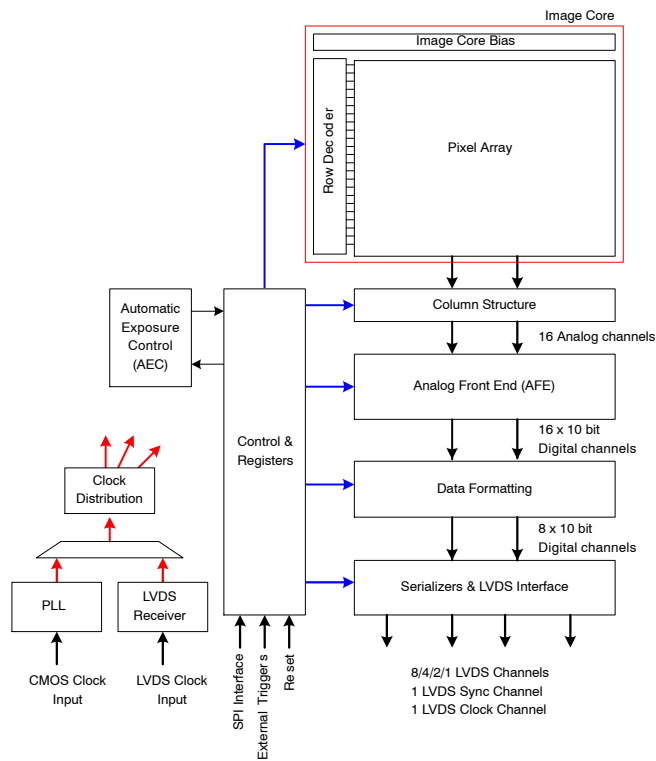 Image Core
Image Core Bias
Row Decoder
Pixel Array
Column Structure
16 Analog channels
Automatic
Exposure
Control
(AEC)
Analog Front End (AFE)
16 x 10 bit
Digital channels
Control &
Registers
Clock
Distribution
Data Formatting
8 x 10 bit
Digital channels
PLL
LVDS
Receiver
Serializers & LVDS Interface
CMOS Clock
Input
LVDS Clock
Input
SPI Interface
External Triggers
Reset
8/4/2/1 LVDS Channels
1 LVDS Sync Channel
1 LVDS Clock Channel